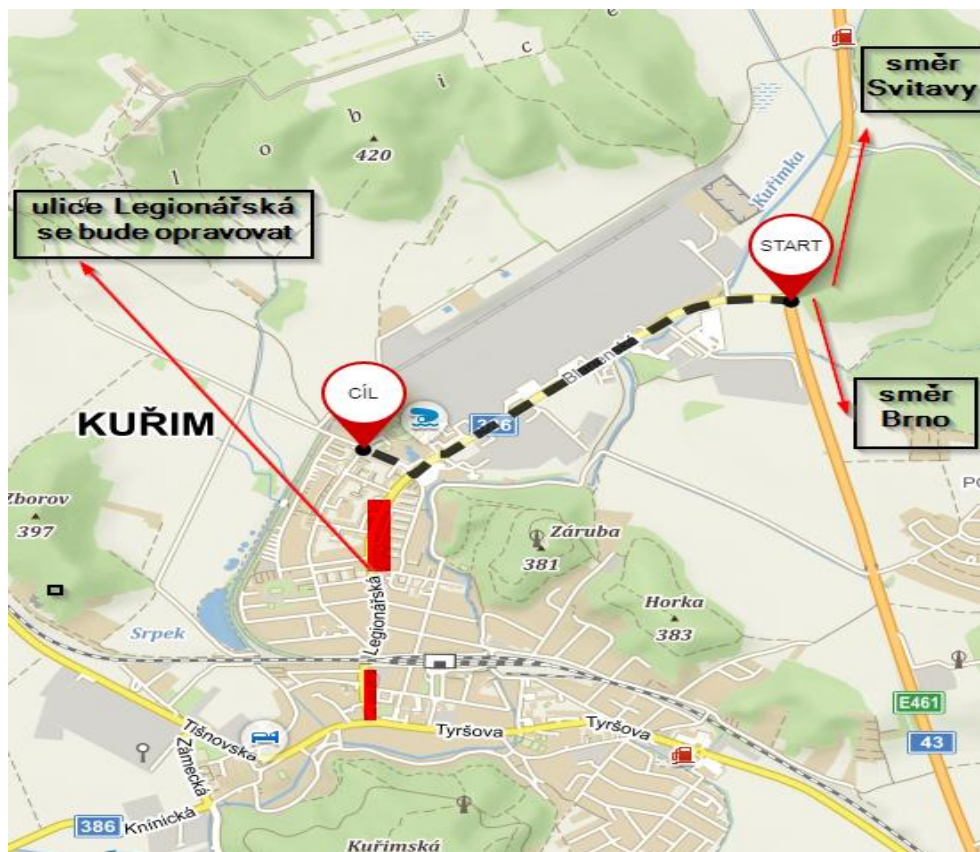 směr
Svitavy
l o b i c e
420
Kuřimka
ulice Legionářská
se bude opravovat
START
CÍL
směr
Brno
KUŘIM
386
Zborov
397
Záruba
381
Horka
383
Srpek
Legionářská
E461
43
Tyršova
Tyršova
Tišnovská
Zámecká
386
Knínická
Kuřimská